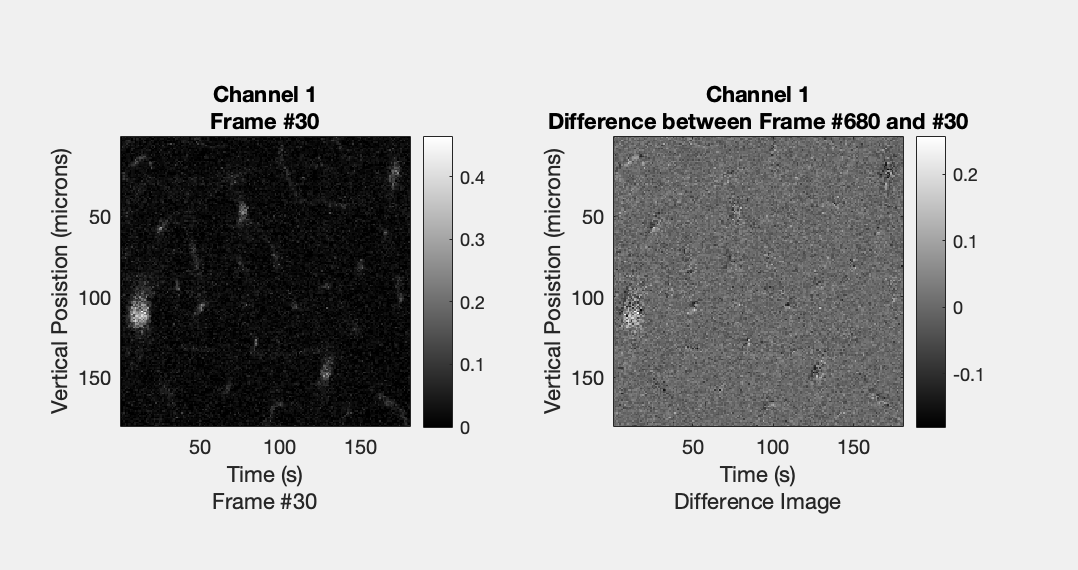 Channel 1
Frame #30
Vertical Posistion (microns)
50
100
150
50
100
150
Time (s)
Frame #30
0.4
0.3
0.2
0.1
0
Channel 1
Difference between Frame #680 and #30
Vertical Posistion (microns)
50
100
150
50
100
150
Time (s)
Difference Image
0.2
0.1
0
-0.1